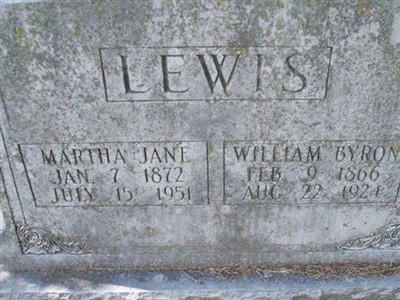 LEWIS
MARTHA JANE
JAN. 7 1872
JULY 15 1951
WILLIAM BYRON
FEB. 9 1866
AUG. 22 1924